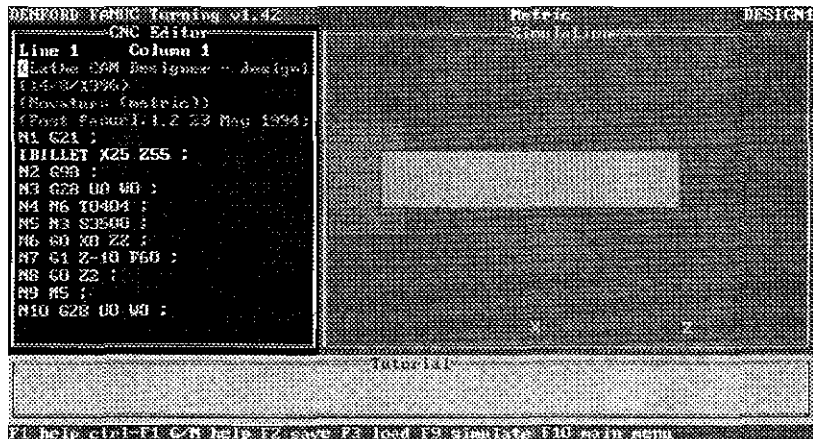 DENFORD FANUC Turning v1.42 Metric DESIGN1
CNC Editor
Simulation
Line 1 Column 1
(Lathe CAM Designer - design1
(14/8/1996)
(Novaturn (metric))
(Post Fanuc1.1.2 23 May 1994)
N1 G21 ;
[BILLET X25 Z55 ;
N2 G98 ;
N3 G28 U0 W0 ;
N4 M6 T0404 ;
N5 M3 S3500 ;
N6 G0 X0 Z2 ;
N7 G1 Z-10 F60 ;
N8 G0 Z2 ;
N9 M5 ;
N10 G28 U0 W0 ;
X Z
Tutorial
F1 help ctrl-F1 G/M help F2 save F3 load F9 simulate F10 main menu